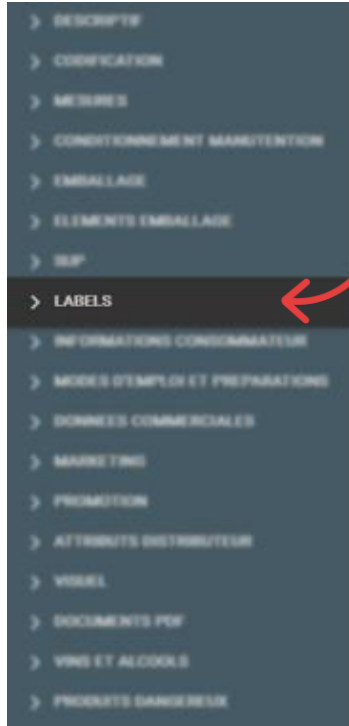 DESCRIPTIF
CODIFICATION
MESURES
CONDITIONNEMENT MANUTENTION
EMBALLAGE
ELEMENTS EMBALLAGE
SUP
LABELS
INFORMATIONS CONSOMMATEUR
MODES D'EMPLOI ET PREPARATIONS
DONNEES COMMERCIALES
MARKETING
PROMOTION
ATTRIBUTS DISTRIBUTEUR
VISUEL
DOCUMENTS PDF
VINS ET ALCOOLS
PRODUITS DANGEREUX